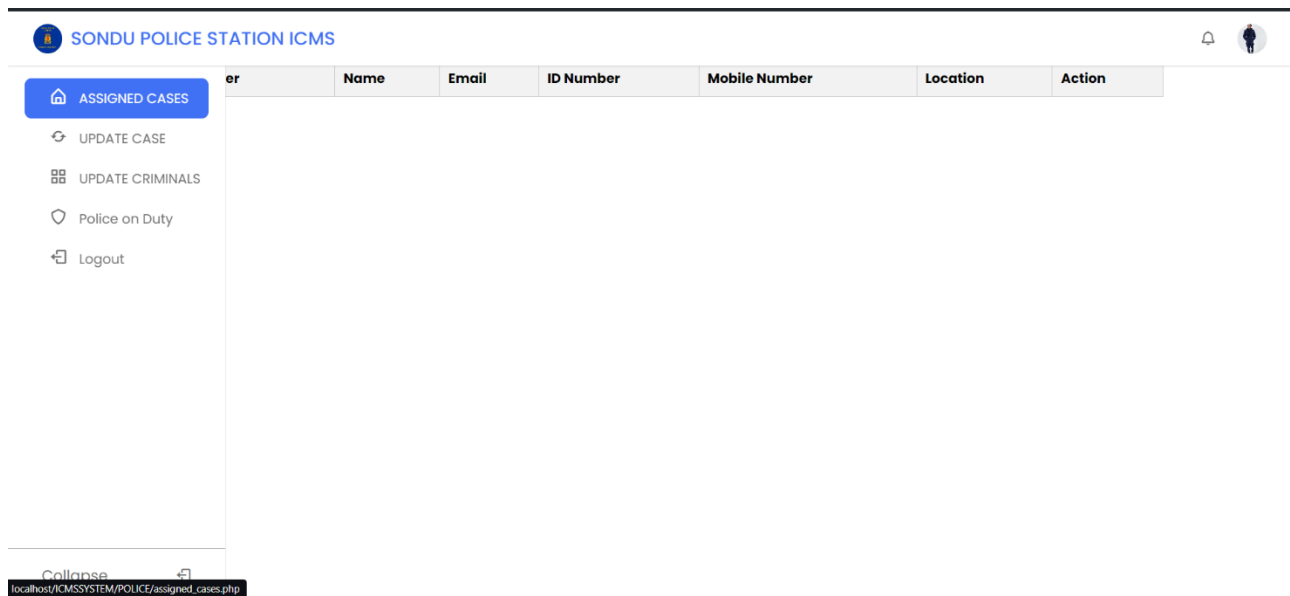 SONDU POLICE STATION ICMS
er Name Email ID Number Mobile Number Location Action
ASSIGNED CASES
UPDATE CASE
UPDATE CRIMINALS
Police on Duty
Logout
Collapse
localhost/ICMSSYSTEM/POLICE/assigned_cases.php